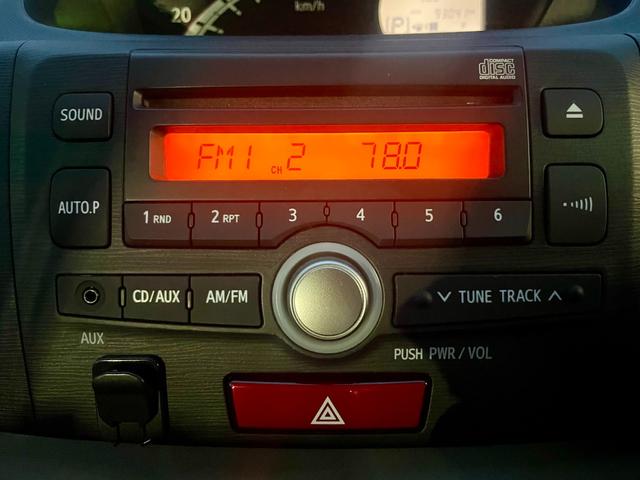 20
km/h
P
COMPACT
disc
DIGITAL AUDIO
SOUND
FM1 CH 2 78.0
AUTO.P
1 RND 2 RPT 3 4 5 6
CD/AUX AM/FM TUNE TRACK
AUX
PUSH PWR/VOL